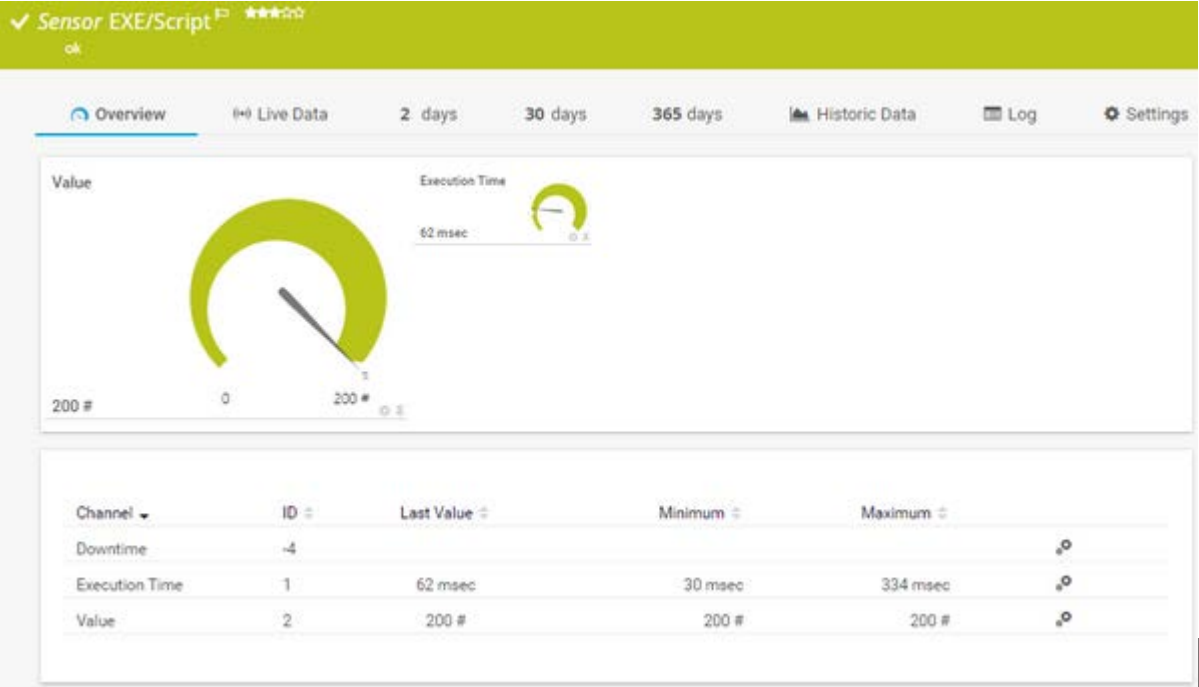 Sensor EXE/Script
ok
Overview Live Data 2 days 30 days 365 days Historic Data Log Settings
Value
Execution Time
62 msec
0 200 #
200 #
Channel ID Last Value Minimum Maximum
Downtime -4
Execution Time 1 62 msec 30 msec 334 msec
Value 2 200 # 200 # 200 #